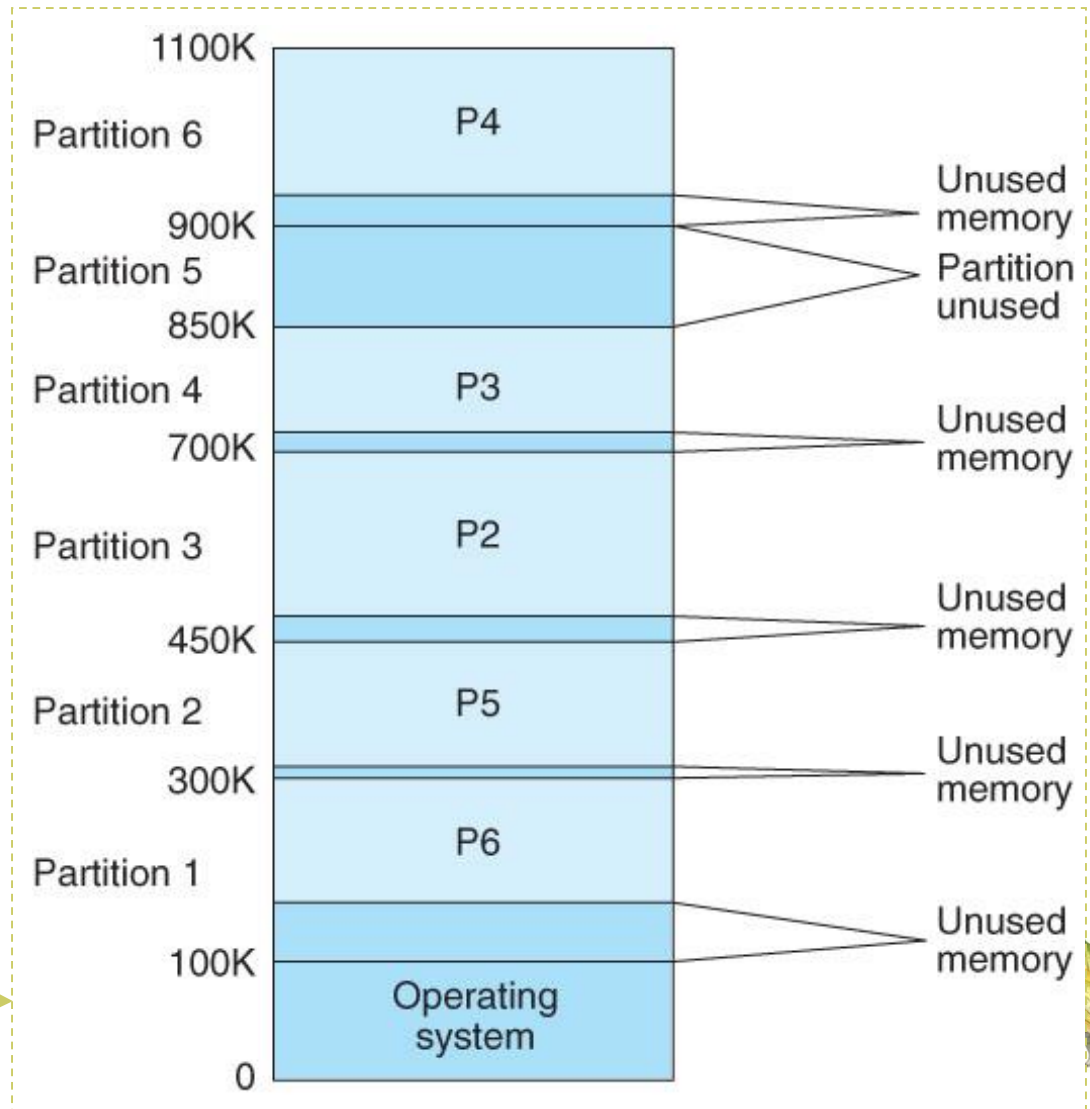 1100K
P4
Partition 6
Unused
memory
900K
Partition 5
Partition
unused
850K
Partition 4
P3
Unused
memory
700K
Partition 3
P2
Unused
memory
450K
Partition 2
P5
Unused
memory
300K
P6
Partition 1
Unused
memory
100K
Operating
system
0